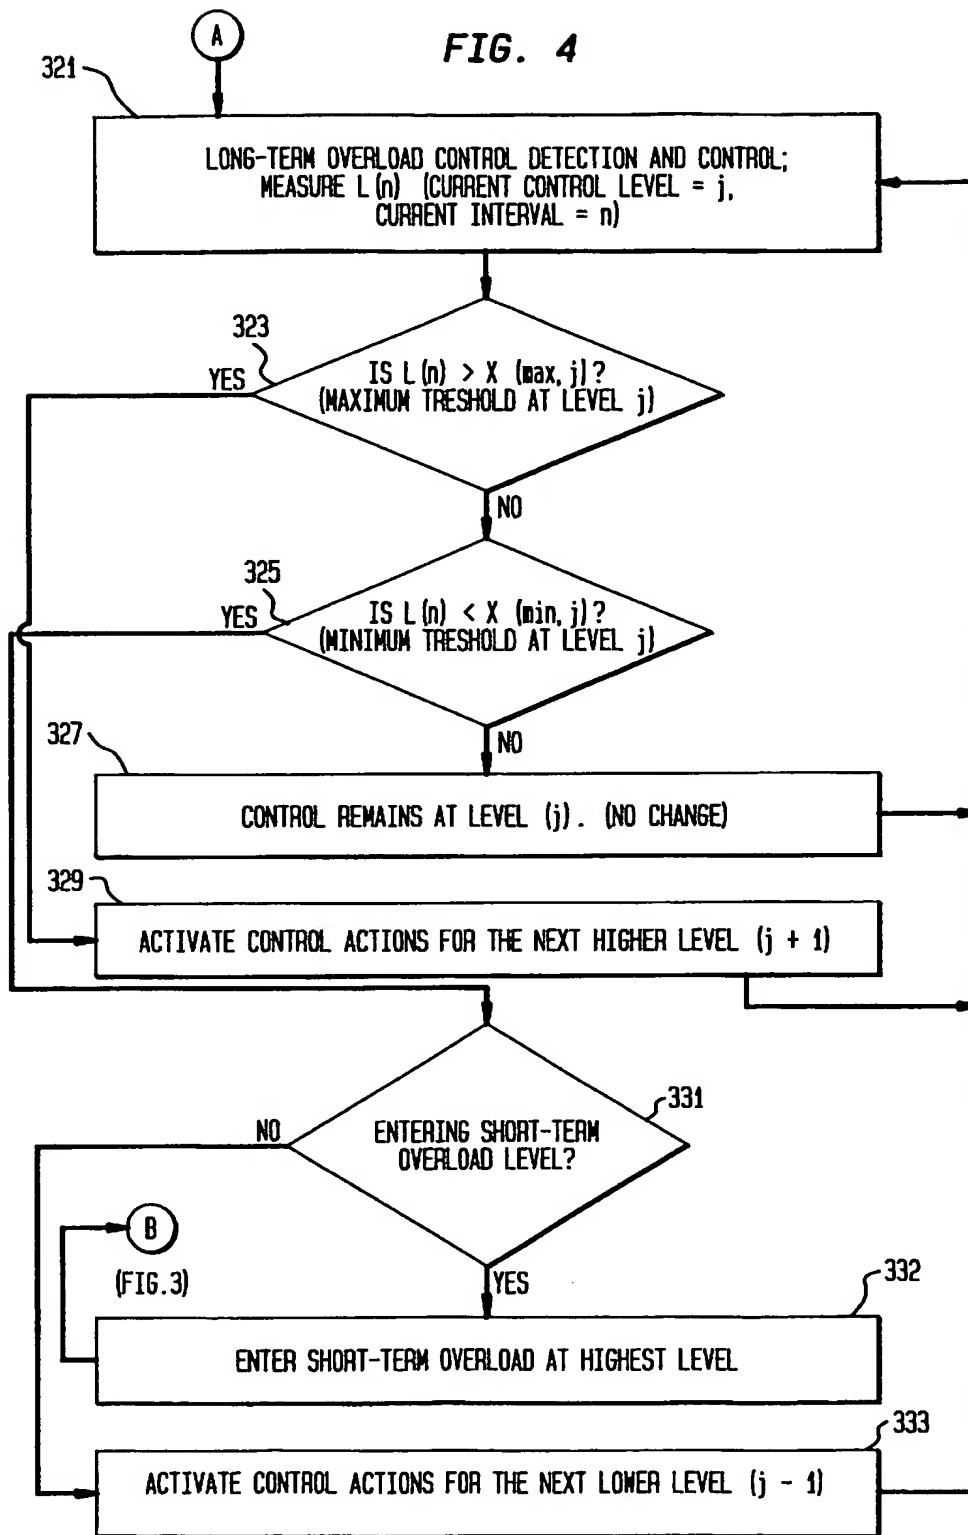 A
FIG. 4
321
LONG-TERM OVERLOAD CONTROL DETECTION AND CONTROL;
MEASURE L(n) (CURRENT CONTROL LEVEL = j,
CURRENT INTERVAL = n)
323
YES
IS L(n) > X (max, j)?
(MAXIMUM TRESHOLD AT LEVEL j)
NO
325
YES
IS L(n) < X (min, j)?
(MINIMUM TRESHOLD AT LEVEL j)
NO
327
CONTROL REMAINS AT LEVEL (j). (NO CHANGE)
329
ACTIVATE CONTROL ACTIONS FOR THE NEXT HIGHER LEVEL (j + 1)
331
NO
ENTERING SHORT-TERM
OVERLOAD LEVEL?
B
(FIG.3)
YES
332
ENTER SHORT-TERM OVERLOAD AT HIGHEST LEVEL
333
ACTIVATE CONTROL ACTIONS FOR THE NEXT LOWER LEVEL (j - 1)